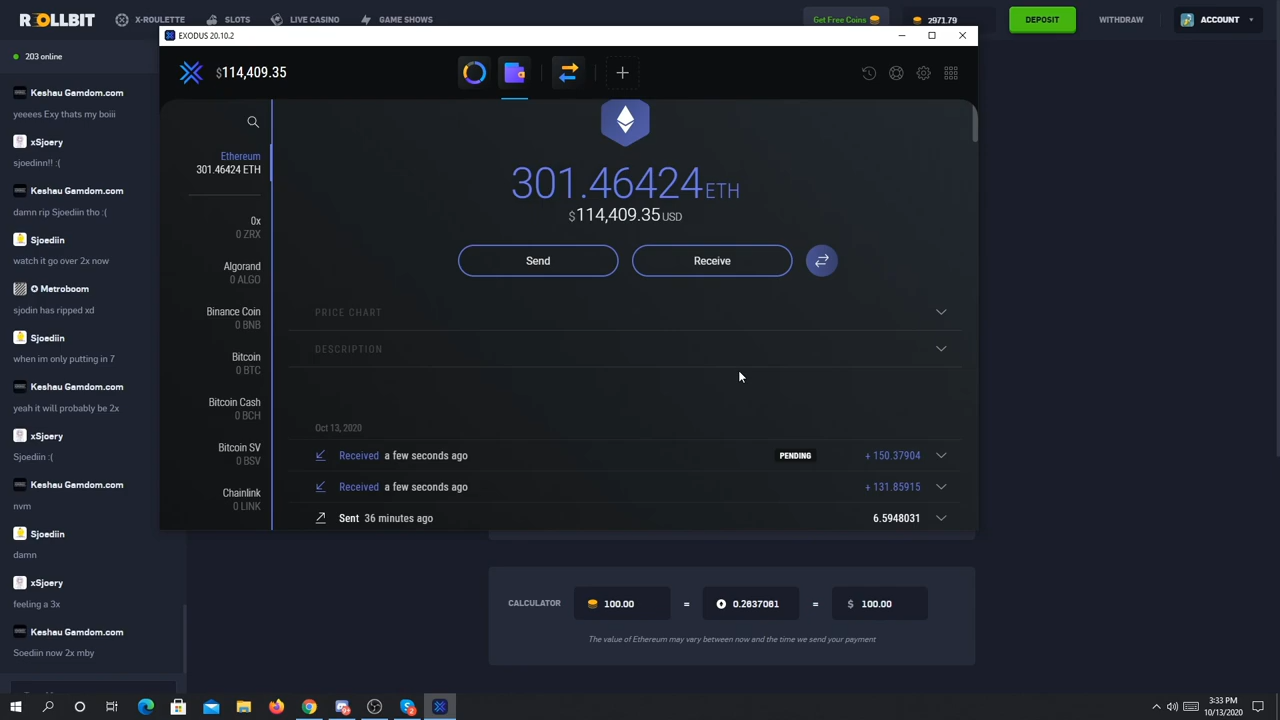 ROLLBIT
X-ROULETTE
SLOTS
LIVE CASINO
GAME SHOWS
Get Free Coins
2971.79
DEPOSIT
WITHDRAW
ACCOUNT
203 online
Keshau Gamdom.com
yeeees Exy thats my boiii
xSjoery
sjoedinn!! :(
Keshau Gamdom.com
damn rip Sjoediin tho :(
Sjoediin
watch it go over 2x now
Metroboom
sjodin has ripped xd
Sjoediin
when im only putting in 7
Keshau Gamdom.com
yeah it will probably be 2x
xSjoery
Sjoediin :(
Keshau Gamdom.com
nvm
Sjoediin
damn
xSjoery
feeling a 3x
Keshau Gamdom.com
Soediin now 2x mby
EXODUS 20.10.2
$114,409.35
Ethereum
301.46424 ETH
0x
0 ZRX
Algorand
0 ALGO
Binance Coin
0 BNB
Bitcoin
0 BTC
Bitcoin Cash
0 BCH
Bitcoin SV
0 BSV
Chainlink
0 LINK
301.46424 ETH
$114,409.35 USD
Send
Receive
PRICE CHART
DESCRIPTION
Oct 13, 2020
Received a few seconds ago PENDING + 150.37904
Received a few seconds ago + 131.85915
Sent 36 minutes ago 6.5948031
CALCULATOR 100.00 = 0.2637061 = $ 100.00
The value of Ethereum may vary between now and the time we send your payment
3:33 PM
10/13/2020